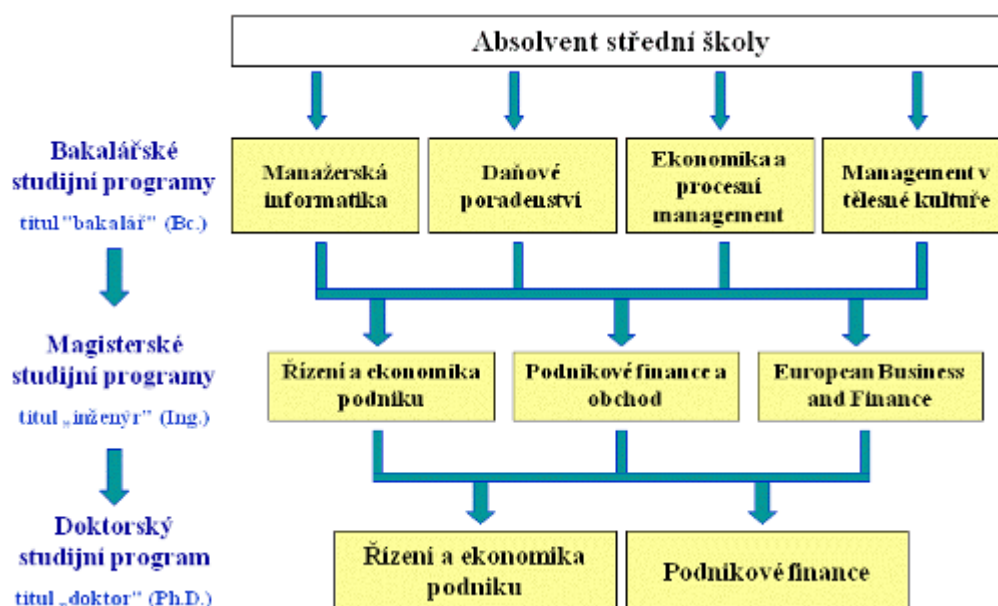 Absolvent střední školy
Bakalářské
studijní programy
titul "bakalář" (Bc.)
Manažerská
informatika
Daňové
poradenství
Ekonomika a
procesní
management
Management v
tělesné kultuře
Magisterské
studijní programy
titul „inženýr" (Ing.)
Řízení a ekonomika
podniku
Podnikové finance a
obchod
European Business
and Finance
Doktorský
studijní program
titul „doktor" (Ph.D.)
Řízení a ekonomika
podniku
Podnikové finance